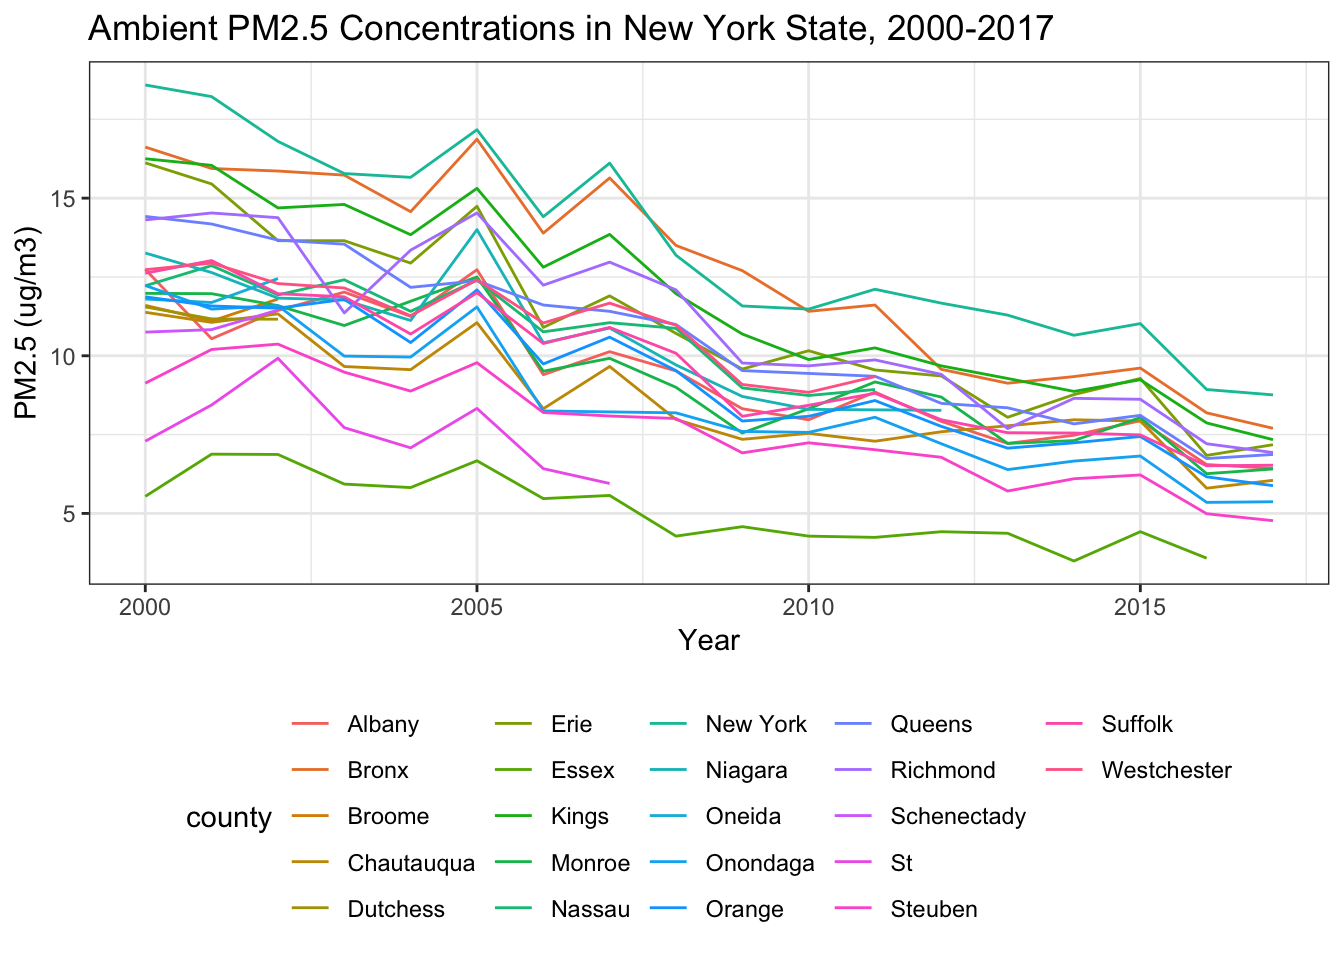 Ambient PM2.5 Concentrations in New York State, 2000-2017
PM2.5 (ug/m3)
15
10
5
2000 2005 2010 2015
Year
county
Albany Erie New York Queens Suffolk
Bronx Essex Niagara Richmond Westchester
Broome Kings Oneida Schenectady
Chautauqua Monroe Onondaga St
Dutchess Nassau Orange Steuben